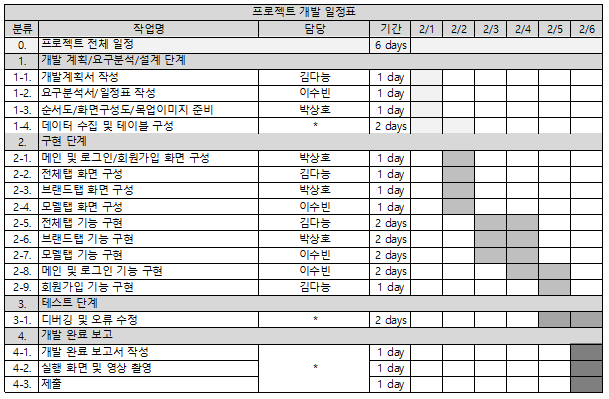 프로젝트 개발 일정표
분류 작업명 담당 기간 2/1 2/2 2/3 2/4 2/5 2/6
0. 프로젝트 전체 일정 6 days
1. 개발 계획/요구분석/설계 단계
1-1. 개발계획서 작성 김다능 1 day
1-2. 요구분석서/일정표 작성 이수빈 1 day
1-3. 순서도/화면구성도/목업이미지 준비 박상호 1 day
1-4. 데이터 수집 및 테이블 구성 * 2 days
2. 구현 단계
2-1. 메인 및 로그인/회원가입 화면 구성 박상호 1 day
2-2. 전체탭 화면 구성 김다능 1 day
2-3. 브랜드탭 화면 구성 박상호 1 day
2-4. 모델탭 화면 구성 이수빈 1 day
2-5. 전체탭 기능 구현 김다능 2 days
2-6. 브랜드탭 기능 구현 박상호 2 days
2-7. 모델탭 기능 구현 이수빈 2 days
2-8. 메인 및 로그인 기능 구현 이수빈 2 days
2-9. 회원가입 기능 구현 김다능 1 day
3. 테스트 단계
3-1. 디버깅 및 오류 수정 * 2 days
4. 개발 완료 보고
4-1. 개발 완료 보고서 작성 1 day
4-2. 실행 화면 및 영상 촬영 * 1 day
4-3. 제출 1 day